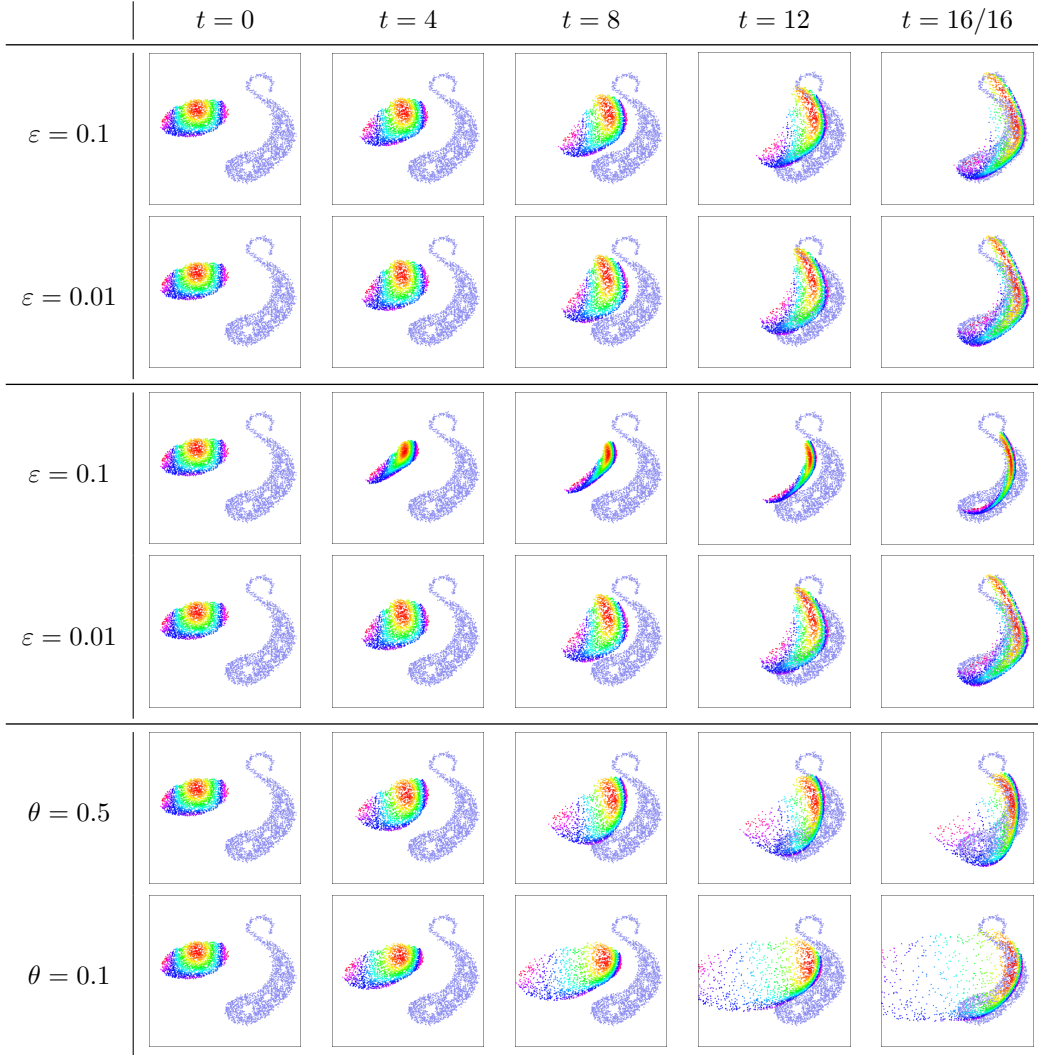 t = 0 t = 4 t = 8 t = 12 t = 16/16
ε = 0.1
ε = 0.01
ε = 0.1
ε = 0.01
θ = 0.5
θ = 0.1